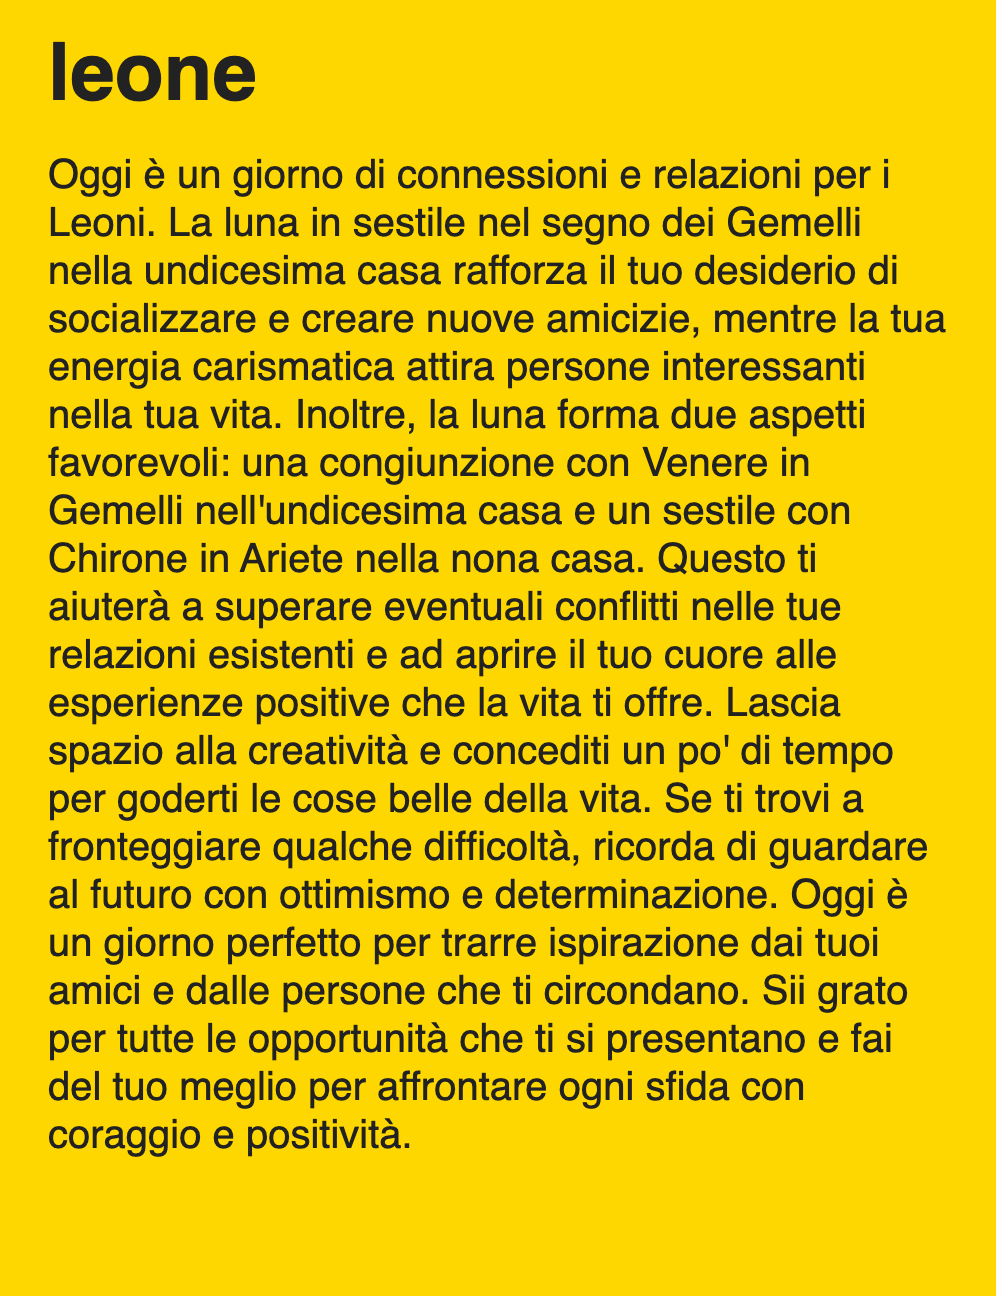 leone
Oggi è un giorno di connessioni e relazioni per i
Leoni. La luna in sestile nel segno dei Gemelli
nella undicesima casa rafforza il tuo desiderio di
socializzare e creare nuove amicizie, mentre la tua
energia carismatica attira persone interessanti
nella tua vita. Inoltre, la luna forma due aspetti
favorevoli: una congiunzione con Venere in
Gemelli nell'undicesima casa e un sestile con
Chirone in Ariete nella nona casa. Questo ti
aiuterà a superare eventuali conflitti nelle tue
relazioni esistenti e ad aprire il tuo cuore alle
esperienze positive che la vita ti offre. Lascia
spazio alla creatività e concediti un po' di tempo
per goderti le cose belle della vita. Se ti trovi a
fronteggiare qualche difficoltà, ricorda di guardare
al futuro con ottimismo e determinazione. Oggi è
un giorno perfetto per trarre ispirazione dai tuoi
amici e dalle persone che ti circondano. Sii grato
per tutte le opportunità che ti si presentano e fai
del tuo meglio per affrontare ogni sfida con
coraggio e positività.